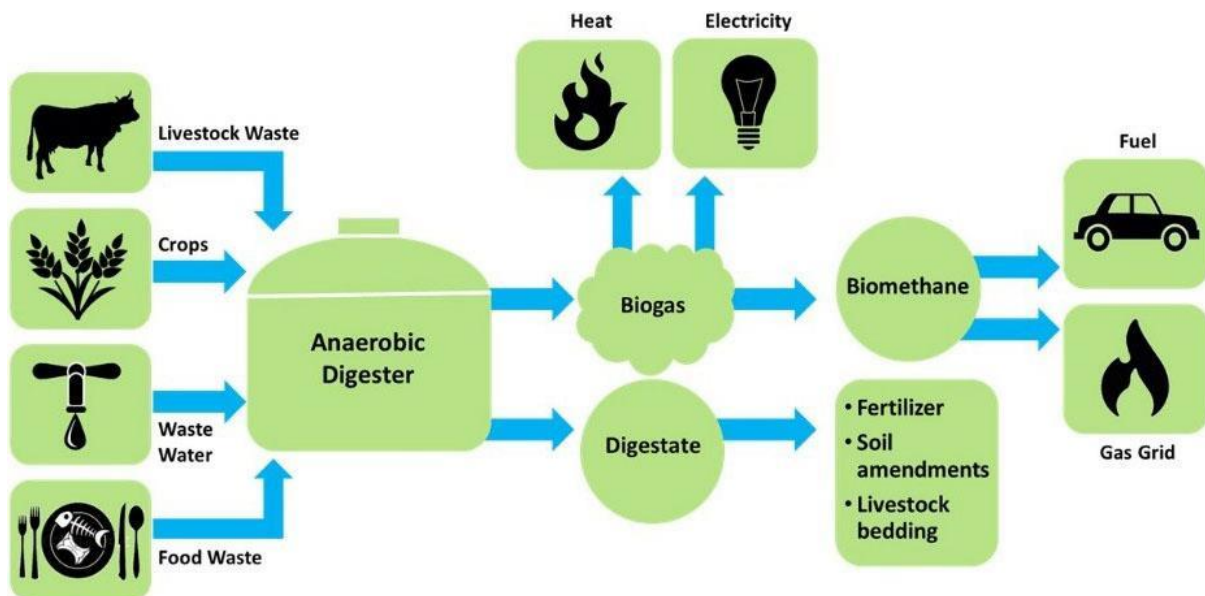 Heat
Electricity
Livestock Waste
Crops
Waste
Water
Food Waste
Anaerobic
Digester
Biogas
Digestate
Biomethane
• Fertilizer
• Soil
amendments
• Livestock
bedding
Fuel
Gas Grid